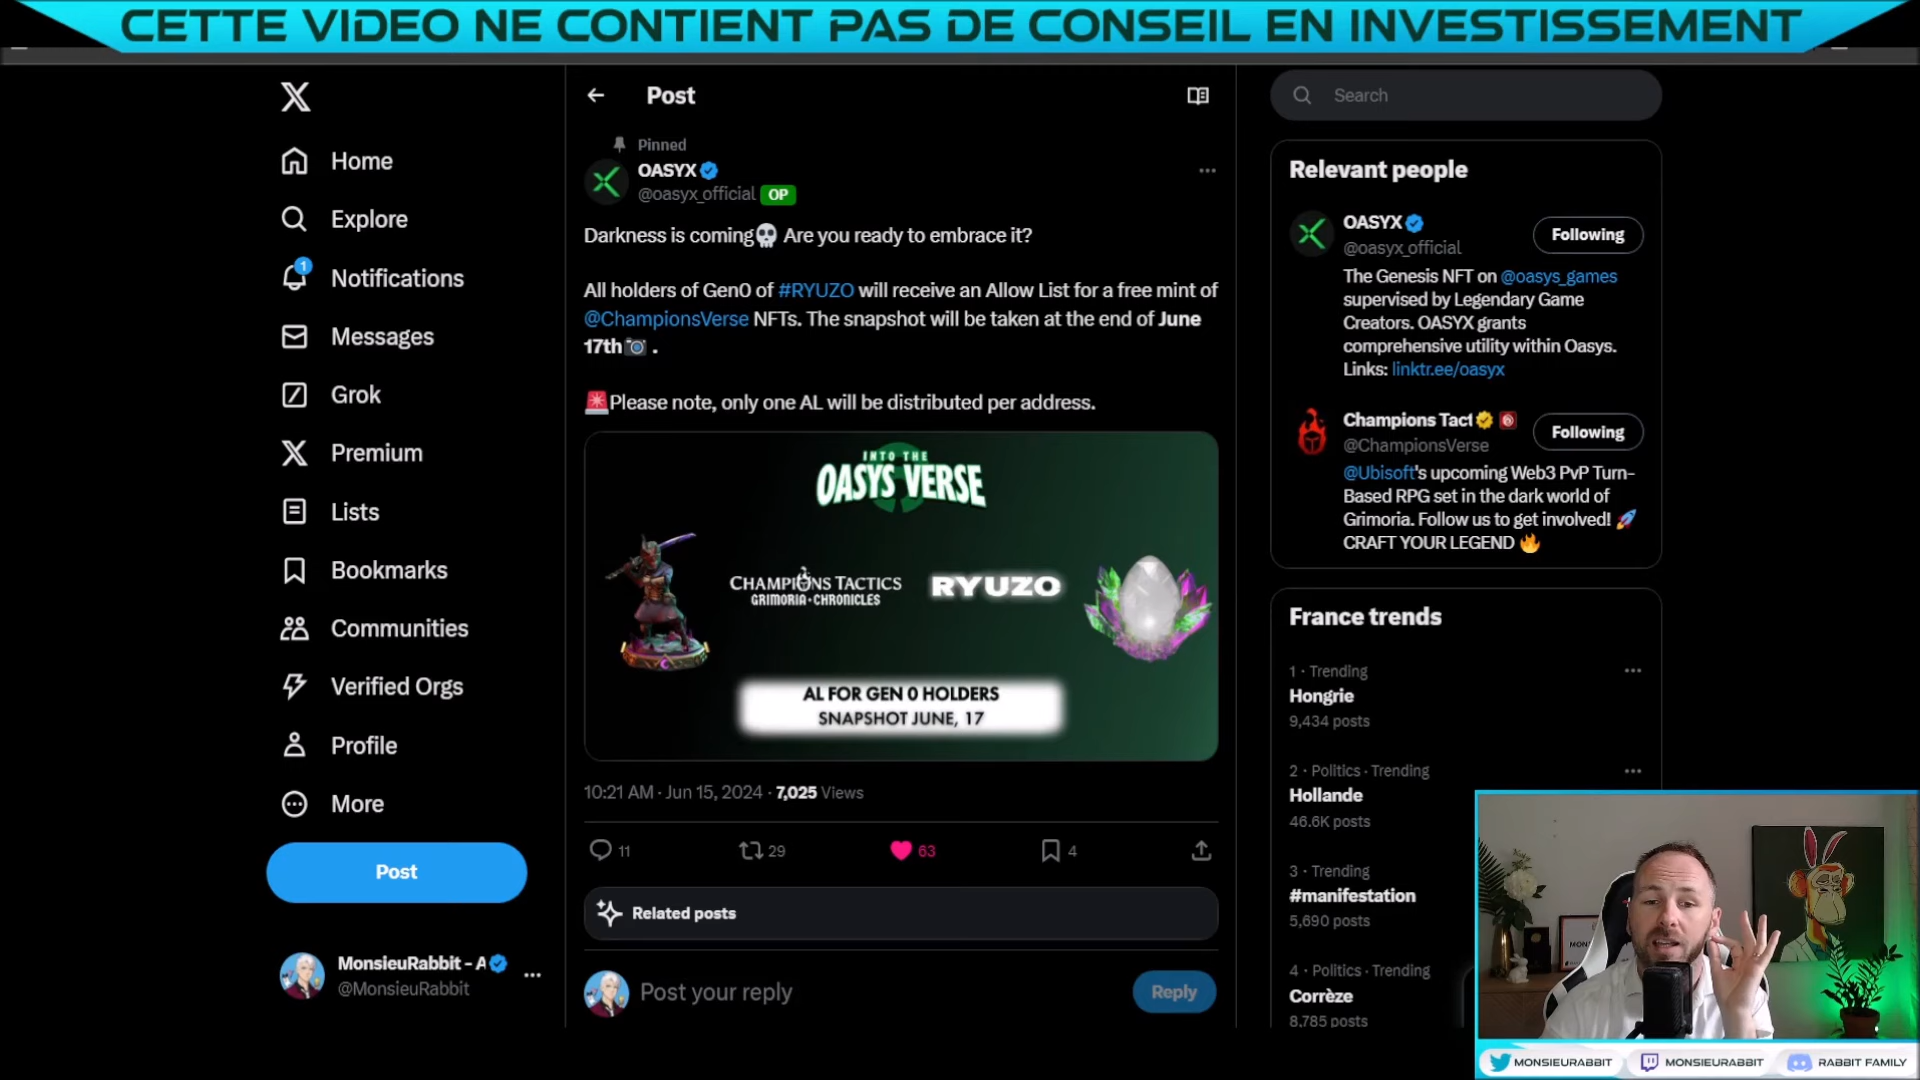 CETTE VIDEO NE CONTIENT PAS DE CONSEIL EN INVESTISSEMENT
Home
Explore
1
Notifications
Messages
Grok
Premium
Lists
Bookmarks
Communities
Verified Orgs
Profile
More
Post
MonsieuRabbit - A
@MonsieuRabbit
Post
Pinned
OASYX
@oasyx_official OP
Darkness is coming💀 Are you ready to embrace it?
All holders of Gen0 of #RYUZO will receive an Allow List for a free mint of
@ChampionsVerse NFTs. The snapshot will be taken at the end of June
17th📷 .
🚨Please note, only one AL will be distributed per address.
INTO THE
OASYS VERSE
CHAMPIONS TACTICS
GRIMORIA•CHRONICLES
RYUZO
AL FOR GEN 0 HOLDERS
SNAPSHOT JUNE, 17
10:21 AM · Jun 15, 2024 · 7,025 Views
11 29 63 4
Related posts
Post your reply
Reply
Search
Relevant people
OASYX
@oasyx_official
Following
The Genesis NFT on @oasys_games
supervised by Legendary Game
Creators. OASYX grants
comprehensive utility within Oasys.
Links: linktr.ee/oasyx
Champions Tact
@ChampionsVerse
Following
@Ubisoft's upcoming Web3 PvP Turn-
Based RPG set in the dark world of
Grimoria. Follow us to get involved! 🚀
CRAFT YOUR LEGEND 🔥
France trends
1 · Trending
Hongrie
9,434 posts
2 · Politics · Trending
Hollande
46.6K posts
3 · Trending
#manifestation
5,690 posts
4 · Politics · Trending
Corrèze
8,785 posts
MONSIEURABBIT
MONSIEURABBIT
RABBIT FAMILY